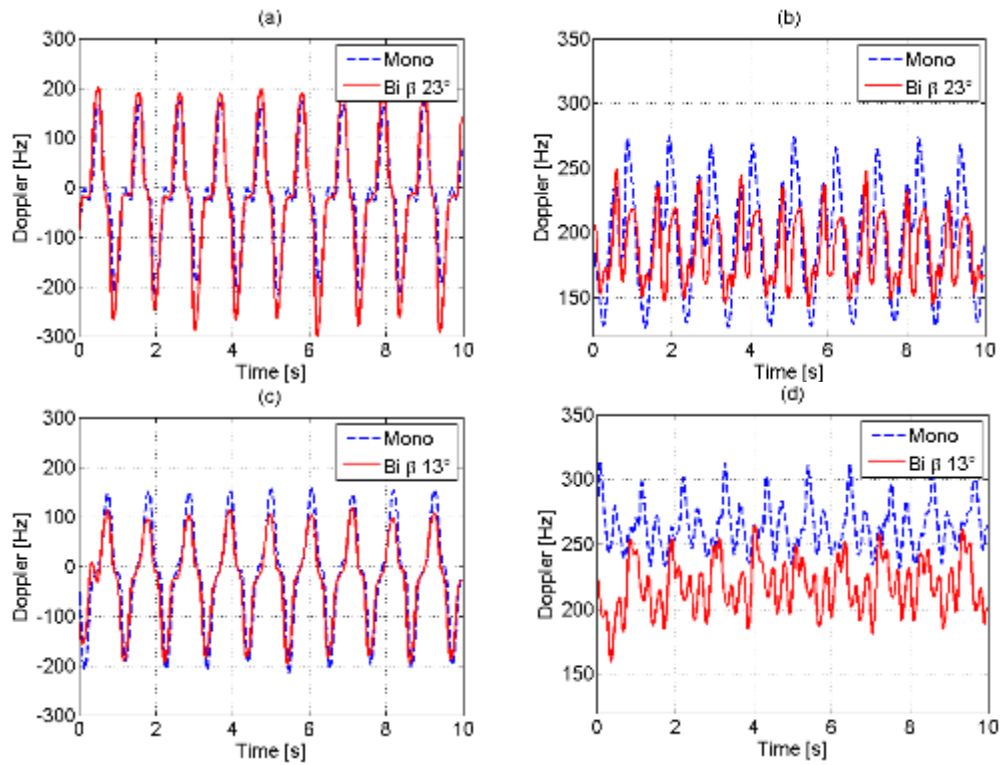 (a)
300
200
100
0
-100
-200
-300
Doppler [Hz]
Mono
Bi β 23°
0 2 4 6 8 10
Time [s]
(b)
350
300
250
200
150
Doppler [Hz]
Mono
Bi β 23°
0 2 4 6 8 10
Time [s]
(c)
300
200
100
0
-100
-200
-300
Doppler [Hz]
Mono
Bi β 13°
0 2 4 6 8 10
Time [s]
(d)
350
300
250
200
150
Doppler [Hz]
Mono
Bi β 13°
0 2 4 6 8 10
Time [s]